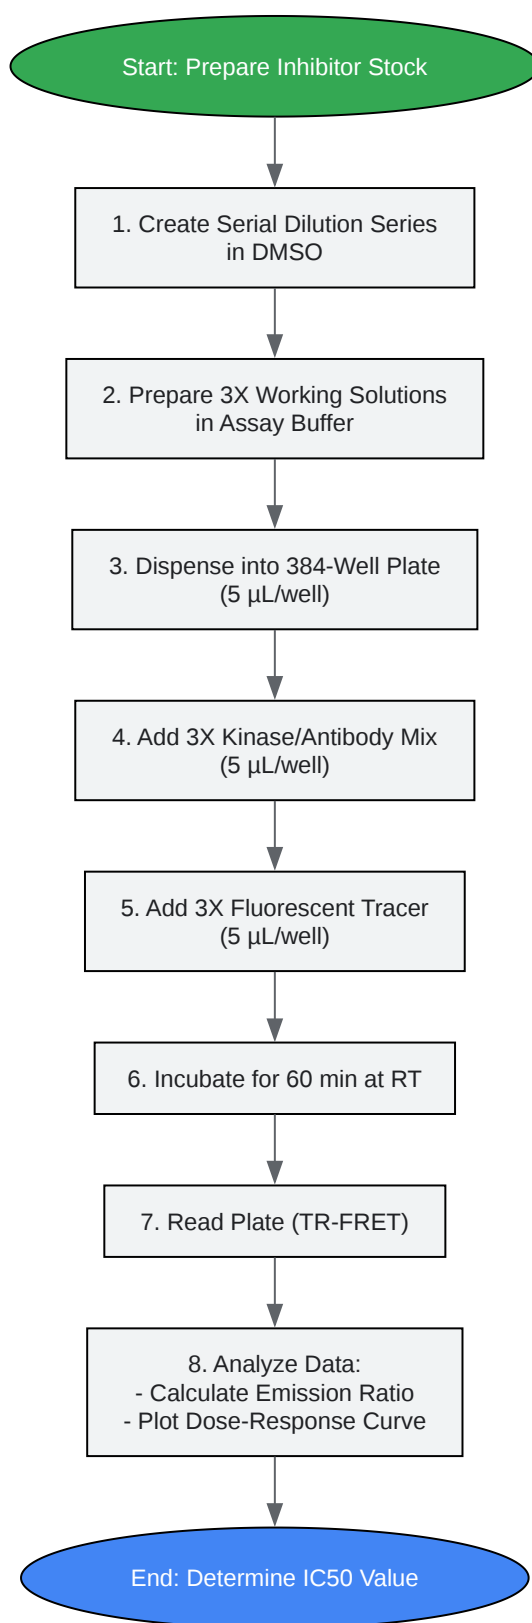 Start: Prepare Inhibitor Stock
1. Create Serial Dilution Series
in DMSO
2. Prepare 3X Working Solutions
in Assay Buffer
3. Dispense into 384-Well Plate
(5 µL/well)
4. Add 3X Kinase/Antibody Mix
(5 µL/well)
5. Add 3X Fluorescent Tracer
(5 µL/well)
6. Incubate for 60 min at RT
7. Read Plate (TR-FRET)
8. Analyze Data:
- Calculate Emission Ratio
- Plot Dose-Response Curve
End: Determine IC50 Value